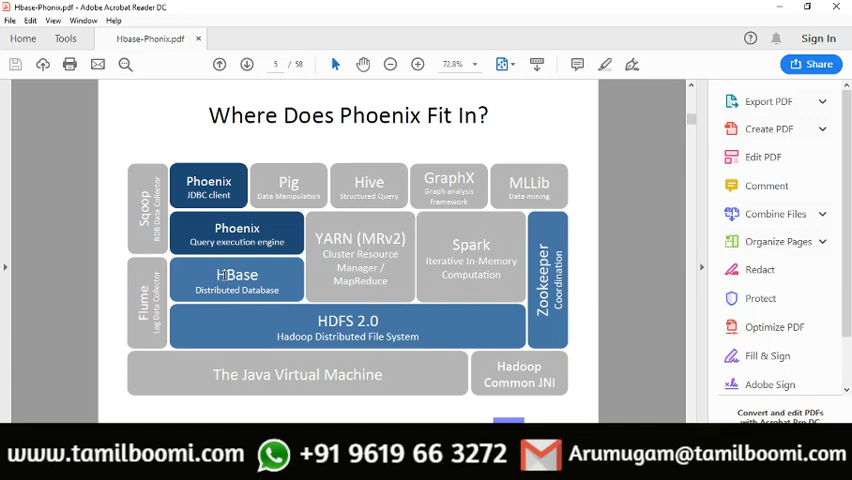 Hbase-Phonix.pdf - Adobe Acrobat Reader DC
File Edit View Window Help
Home Tools Hbase-Phonix.pdf × Sign In
5 / 58 72.8% Share
Where Does Phoenix Fit In?
Sqoop
RDB Data Collector
Phoenix
JDBC client
Pig
Data Manipulation
Hive
Structured Query
GraphX
Graph analysis
framework
MLLib
Data mining
Phoenix
Query execution engine
YARN (MRv2)
Cluster Resource
Manager /
MapReduce
Spark
Iterative In-Memory
Computation
Zookeeper
Coordination
Flume
Log Data Collector
HBase
Distributed Database
HDFS 2.0
Hadoop Distributed File System
The Java Virtual Machine
Hadoop
Common JNI
Export PDF
Create PDF
Edit PDF
Comment
Combine Files
Organize Pages
Redact
Protect
Optimize PDF
Fill & Sign
Adobe Sign
Convert and edit PDFs
with Acrobat Pro DC
www.tamilboomi.com +91 9619 66 3272 Arumugam@tamilboomi.com